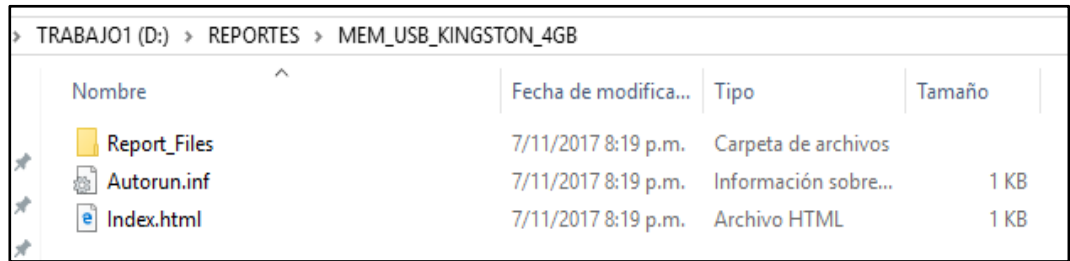 > TRABAJO1 (D:) > REPORTES > MEM_USB_KINGSTON_4GB
Nombre Fecha de modifica... Tipo Tamaño
Report_Files 7/11/2017 8:19 p.m. Carpeta de archivos
Autorun.inf 7/11/2017 8:19 p.m. Información sobre... 1 KB
Index.html 7/11/2017 8:19 p.m. Archivo HTML 1 KB